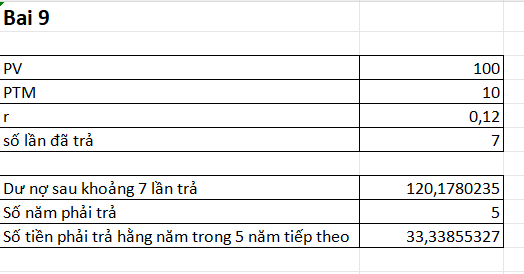 Bai 9
PV 100
PTM 10
r 0,12
số lần đã trả 7
Dư nợ sau khoảng 7 lần trả 120,1780235
Số năm phải trả 5
Số tiền phải trả hằng năm trong 5 năm tiếp theo 33,33855327